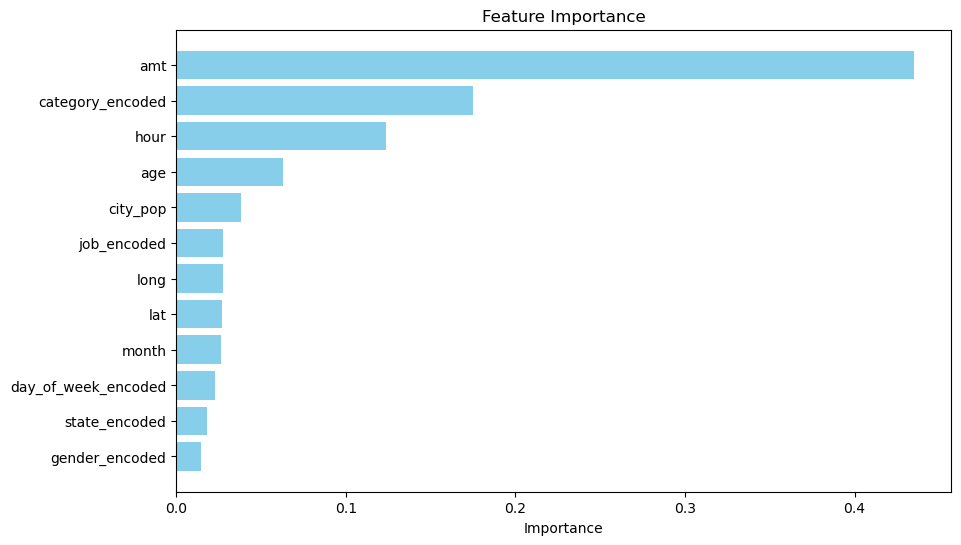 Feature Importance
amt
category_encoded
hour
age
city_pop
job_encoded
long
lat
month
day_of_week_encoded
state_encoded
gender_encoded
0.0 0.1 0.2 0.3 0.4
Importance